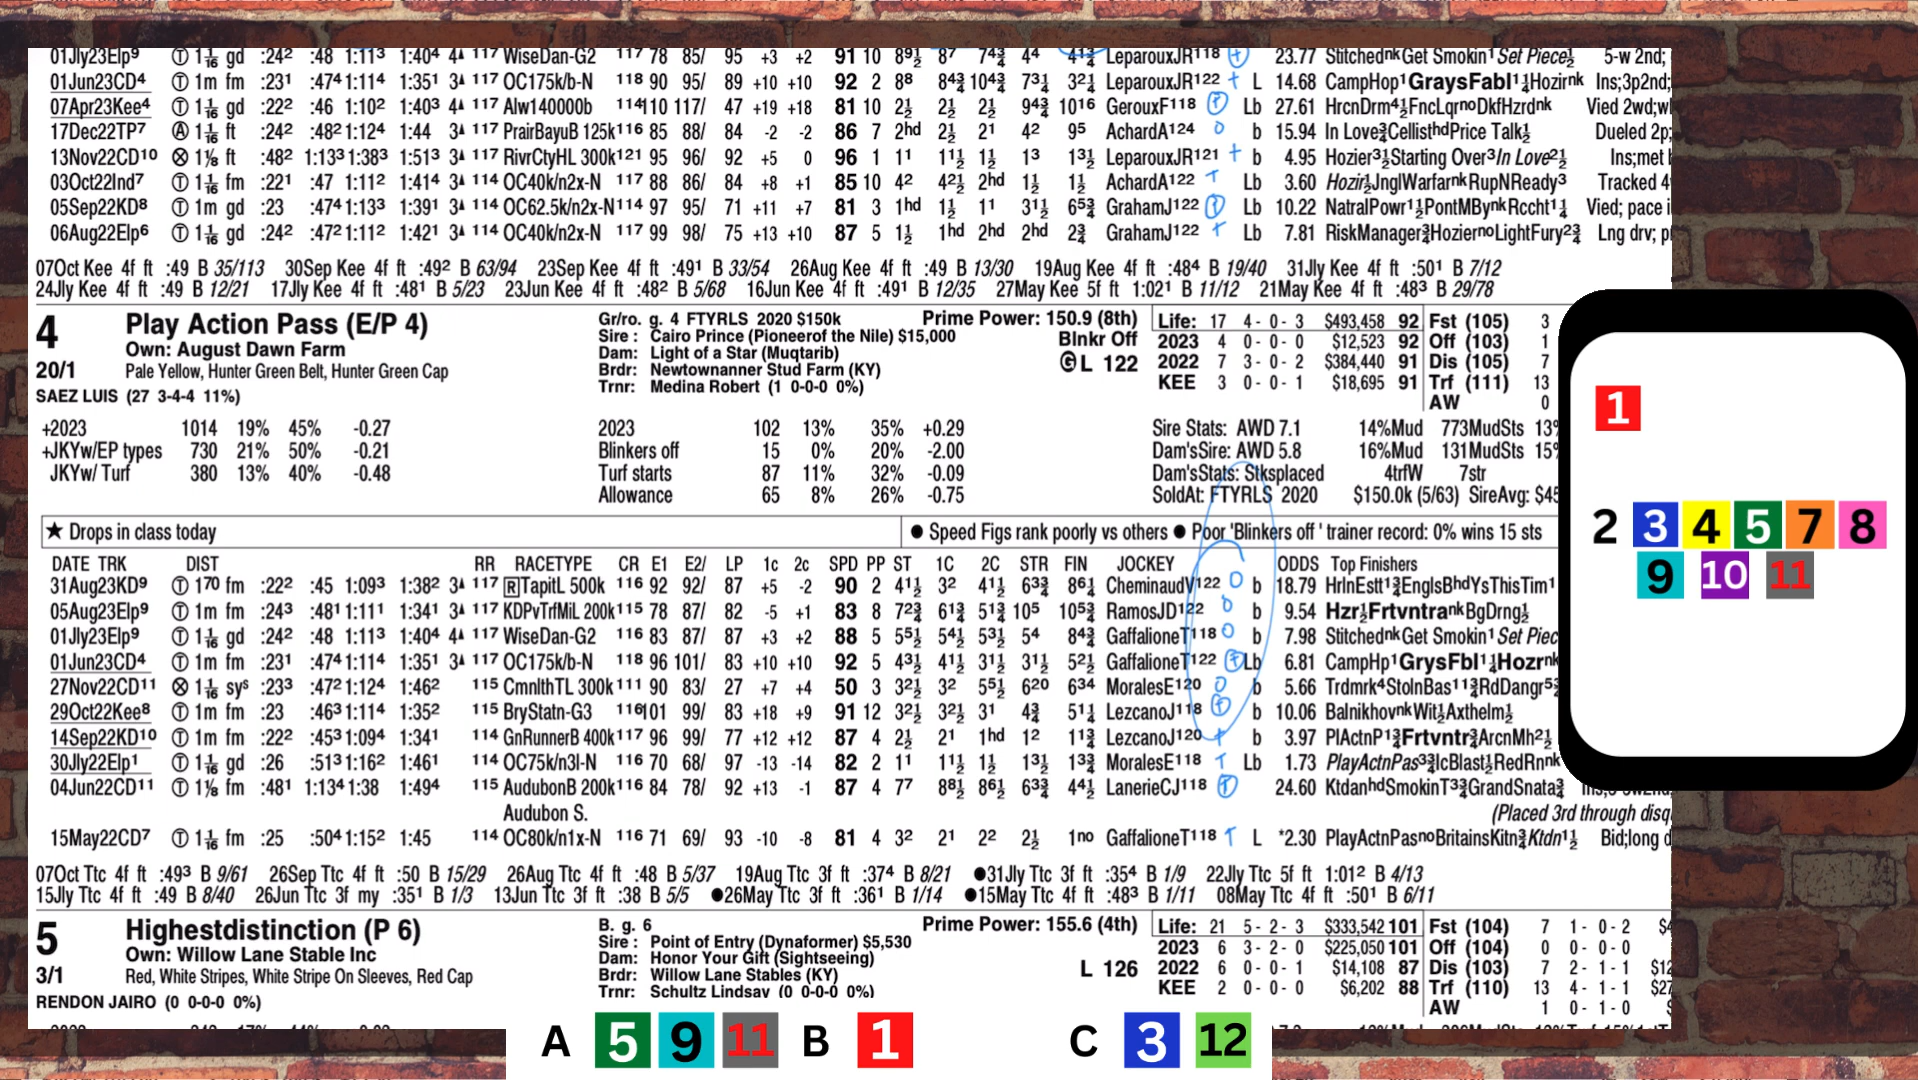 01Jly23Elp⁹ Ⓣ 1 1/16 gd :24² :48 1:11³ 1:40⁴ 4▲ 117 WiseDan-G2 117 78 85/ 95 +3 +2 91 10 89½ 87 74¾ 44 41¾ LeparouxJR¹¹⁸ 23.77 Stitchedⁿᵏ Get Smokin¹ Set Piece½ 5-w 2nd;
01Jun23CD⁴ Ⓣ 1m fm :23¹ :47⁴ 1:11⁴ 1:35¹ 3▲ 117 OC175k/b-N 118 90 95/ 89 +10 +10 92 2 88 84¾ 104¾ 73¼ 32¼ LeparouxJR¹²² L 14.68 CampHop¹GraysFabl1¼Hozirⁿᵏ Ins;3p2nd;
07Apr23Kee⁴ Ⓣ 1 1/16 gd :22² :46 1:10² 1:40³ 4▲ 117 Alw140000b 114 110 117/ 47 +19 +18 81 10 2½ 2½ 2½ 94¾ 1016 GerouxF¹¹⁸ Lb 27.61 HrcnDrm4½FncLqrⁿᵒDkfHzrdⁿᵏ Vied 2wd;w
17Dec22TP⁷ Ⓐ 1 1/16 ft :24² :48² 1:12⁴ 1:44 3▲ 117 PrairBayuB 125k 116 85 88/ 84 -2 -2 86 7 2hd 2½ 21 42 95 AchardA¹²⁴ b 15.94 In Love¾CellistʰᵈPrice Talk½ Dueled 2p;
13Nov22CD¹⁰ ⊗ 1⅛ ft :48² 1:13³ 1:38³ 1:51³ 3▲ 117 RivrCtyHL 300k 121 95 96/ 92 +5 0 96 1 11 11½ 1½ 13 13½ LeparouxJR¹²¹ b 4.95 Hozier3½Starting Over³In Love2½ Ins;met
03Oct22Ind⁷ Ⓣ 1 1/16 fm :22¹ :47 1:11² 1:41⁴ 3▲ 114 OC40k/n2x-N 117 88 86/ 84 +8 +1 85 10 42 42½ 2hd 1½ 1½ AchardA¹²² Lb 3.60 Hozir½JnglWarfarⁿᵏRupNReady³ Tracked 4
05Sep22KD⁸ Ⓣ 1m gd :23 :47⁴ 1:13³ 1:39¹ 3▲ 114 OC62.5k/n2x-N 114 97 95/ 71 +11 +7 81 3 1hd 1½ 11 31½ 65¾ GrahamJ¹²² Lb 10.22 NatralPowr1½PontMByⁿᵏRccht1¼ Vied; pace i
06Aug22Elp⁶ Ⓣ 1 1/16 gd :24² :47² 1:11² 1:42¹ 3▲ 114 OC40k/n2x-N 117 99 98/ 75 +13 +10 87 5 1½ 1hd 2hd 2hd 2¾ GrahamJ¹²² Lb 7.81 RiskManager¾HozierⁿᵒLightFury2¾ Lng drv; p
07Oct Kee 4f ft :49 B 35/113 30Sep Kee 4f ft :49² B 63/94 23Sep Kee 4f ft :49¹ B 33/54 26Aug Kee 4f ft :49 B 13/30 19Aug Kee 4f ft :48⁴ B 19/40 31Jly Kee 4f ft :50¹ B 7/12
24Jly Kee 4f ft :49 B 12/21 17Jly Kee 4f ft :48¹ B 5/23 23Jun Kee 4f ft :48² B 5/68 16Jun Kee 4f ft :49¹ B 12/35 27May Kee 5f ft 1:02¹ B 11/12 21May Kee 4f ft :48³ B 29/78
4 Play Action Pass (E/P 4) Gr/ro. g. 4 FTYRLS 2020 $150k Prime Power: 150.9 (8th) Life: 17 4 - 0 - 3 $493,458 92 Fst (105) 3
Own: August Dawn Farm Sire : Cairo Prince (Pioneerof the Nile) $15,000 Blnkr Off 2023 4 0 - 0 - 0 $12,523 92 Off (103) 1
20/1 Pale Yellow, Hunter Green Belt, Hunter Green Cap Dam: Light of a Star (Muqtarib) Ⓖ L 122 2022 7 3 - 0 - 2 $384,440 91 Dis (105) 7
Brdr: Newtownanner Stud Farm (KY) KEE 3 0 - 0 - 1 $18,695 91 Trf (111) 13
SAEZ LUIS (27 3-4-4 11%) Trnr: Medina Robert (1 0-0-0 0%) AW 0
+2023 1014 19% 45% -0.27 2023 102 13% 35% +0.29 Sire Stats: AWD 7.1 14%Mud 773MudSts 13%
+JKYw/EP types 730 21% 50% -0.21 Blinkers off 15 0% 20% -2.00 Dam'sSire: AWD 5.8 16%Mud 131MudSts 15%
JKYw/ Turf 380 13% 40% -0.48 Turf starts 87 11% 32% -0.09 Dam'sStats: Stksplaced 4trfW 7str
Allowance 65 8% 26% -0.75 SoldAt: FTYRLS 2020 $150.0k (5/63) SireAvg: $45
★ Drops in class today ● Speed Figs rank poorly vs others ● Poor 'Blinkers off ' trainer record: 0% wins 15 sts
DATE TRK DIST RR RACETYPE CR E1 E2/ LP 1c 2c SPD PP ST 1C 2C STR FIN JOCKEY ODDS Top Finishers
31Aug23KD⁹ Ⓣ 1⁷⁰ fm :22² :45 1:09³ 1:38² 3▲ 117 🅁TapitL 500k 116 92 92/ 87 +5 -2 90 2 41½ 32 41½ 63¾ 86¼ CheminaudV¹²² b 18.79 HrlnEstt1¾EnglsBʰᵈYsThisTim¹
05Aug23Elp⁹ Ⓣ 1m fm :24³ :48¹ 1:11¹ 1:34¹ 3▲ 117 KDPvTrfMiL 200k 115 78 87/ 82 -5 +1 83 8 72¾ 61¾ 51¾ 105 105¾ RamosJD¹²² b 9.54 Hzr½Frtvntraⁿᵏ BgDrng½
01Jly23Elp⁹ Ⓣ 1 1/16 gd :24² :48 1:11³ 1:40⁴ 4▲ 117 WiseDan-G2 116 83 87/ 87 +3 +2 88 5 55½ 54½ 53½ 54 84¾ GaffalioneT¹¹⁸ b 7.98 Stitchedⁿᵏ Get Smokin¹ Set Piec
01Jun23CD⁴ Ⓣ 1m fm :23¹ :47⁴ 1:11⁴ 1:35¹ 3▲ 117 OC175k/b-N 118 96 101/ 83 +10 +10 92 5 43½ 41½ 31½ 31½ 52½ GaffalioneT¹²² Lb 6.81 CampHp¹GrysFbl1¼Hozrⁿᵏ
27Nov22CD¹¹ ⊗ 1 1/16 syˢ :23³ :47² 1:12⁴ 1:46² 115 CmnlthTL 300k 111 90 83/ 27 +7 +4 50 3 32½ 32 55½ 620 634 MoralesE¹²⁰ b 5.66 Trdmrk⁴StolnBas11¾RdDangr5¾
29Oct22Kee⁸ Ⓣ 1m fm :23 :46³ 1:11⁴ 1:35² 115 BryStatn-G3 116 101 99/ 83 +18 +9 91 12 32½ 32½ 31 4¾ 51¼ LezcanoJ¹¹⁸ b 10.06 BalnikhovⁿᵏWit½Axthelm½
14Sep22KD¹⁰ Ⓣ 1m fm :22² :45³ 1:09⁴ 1:34¹ 114 GnRunnerB 400k 117 96 99/ 77 +12 +12 87 4 2½ 21 1hd 12 11¾ LezcanoJ¹²⁰ b 3.97 PlActnP1¾Frtvntr¾ArcnMh2½
30Jly22Elp¹ Ⓣ 1 1/16 gd :26 :51³ 1:16² 1:46¹ 114 OC75k/n3l-N 116 70 68/ 97 -13 -14 82 2 11 11½ 1½ 13½ 13¾ MoralesE¹¹⁸ Lb 1.73 PlayActnPas3¾IcBlast½RedRnⁿᵏ
04Jun22CD¹¹ Ⓣ 1⅛ fm :48¹ 1:13⁴ 1:38 1:49⁴ 115 AudubonB 200k 116 84 78/ 92 +13 -1 87 4 77 88½ 86½ 63¾ 44½ LanerieCJ¹¹⁸ 24.60 KtdanʰᵈSmokinT3¾GrandSnata¾
Audubon S. (Placed 3rd through disq
15May22CD⁷ Ⓣ 1 1/16 fm :25 :50⁴ 1:15² 1:45 114 OC80k/n1x-N 116 71 69/ 93 -10 -8 81 4 32 21 22 2½ 1no GaffalioneT¹¹⁸ L *2.30 PlayActnPasⁿᵒBritainsKitn¾Ktdn1½ Bid;long d
07Oct Ttc 4f ft :49³ B 9/61 26Sep Ttc 4f ft :50 B 15/29 26Aug Ttc 4f ft :48 B 5/37 19Aug Ttc 3f ft :37⁴ B 8/21 ●31Jly Ttc 3f ft :35⁴ B 1/9 22Jly Ttc 5f ft 1:01² B 4/13
15Jly Ttc 4f ft :49 B 8/40 26Jun Ttc 3f my :35¹ B 1/3 13Jun Ttc 3f ft :38 B 5/5 ●26May Ttc 3f ft :36¹ B 1/14 ●15May Ttc 4f ft :48³ B 1/11 08May Ttc 4f ft :50¹ B 6/11
5 Highestdistinction (P 6) B. g. 6 Prime Power: 155.6 (4th) Life: 21 5 - 2 - 3 $333,542 101 Fst (104) 7 1 - 0 - 2
Own: Willow Lane Stable Inc Sire : Point of Entry (Dynaformer) $5,530 2023 6 3 - 2 - 0 $225,050 101 Off (104) 0 0 - 0 - 0
3/1 Red, White Stripes, White Stripe On Sleeves, Red Cap Dam: Honor Your Gift (Sightseeing) L 126 2022 6 0 - 0 - 1 $14,108 87 Dis (103) 7 2 - 1 - 1 $12
Brdr: Willow Lane Stables (KY) KEE 2 0 - 0 - 0 $6,202 88 Trf (110) 13 4 - 1 - 1 $27
RENDON JAIRO (0 0-0-0 0%) Trnr: Schultz Lindsay (0 0-0-0 0%) AW 1 0 - 1 - 0
1
2 3 4 5 7 8
9 10 11
A 5 9 11 B 1 C 3 12